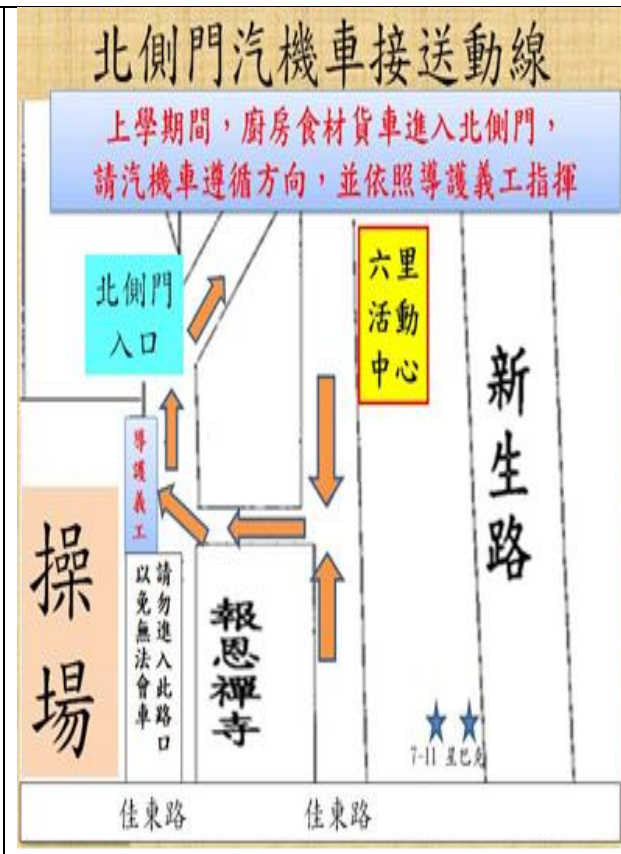 北側門汽機車接送動線
上學期間，廚房食材貨車進入北側門，
請汽機車遵循方向，並依照導護義工指揮
北側門
入口
六里
活動
中心
新生路
導護義工
操場
請勿進入此路口
以免無法會車
報恩禪寺
7-11 星巴克
佳東路
佳東路